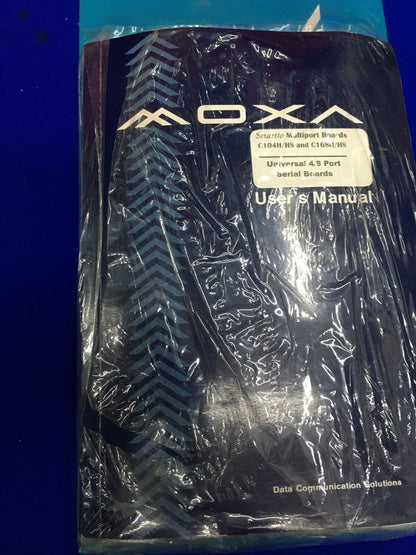 MOXA
Smartio Multiport Boards
C104H/HS and C168H/HS
Universal 4/8 Port
Serial Boards
User's Manual
Data Communication Solutions